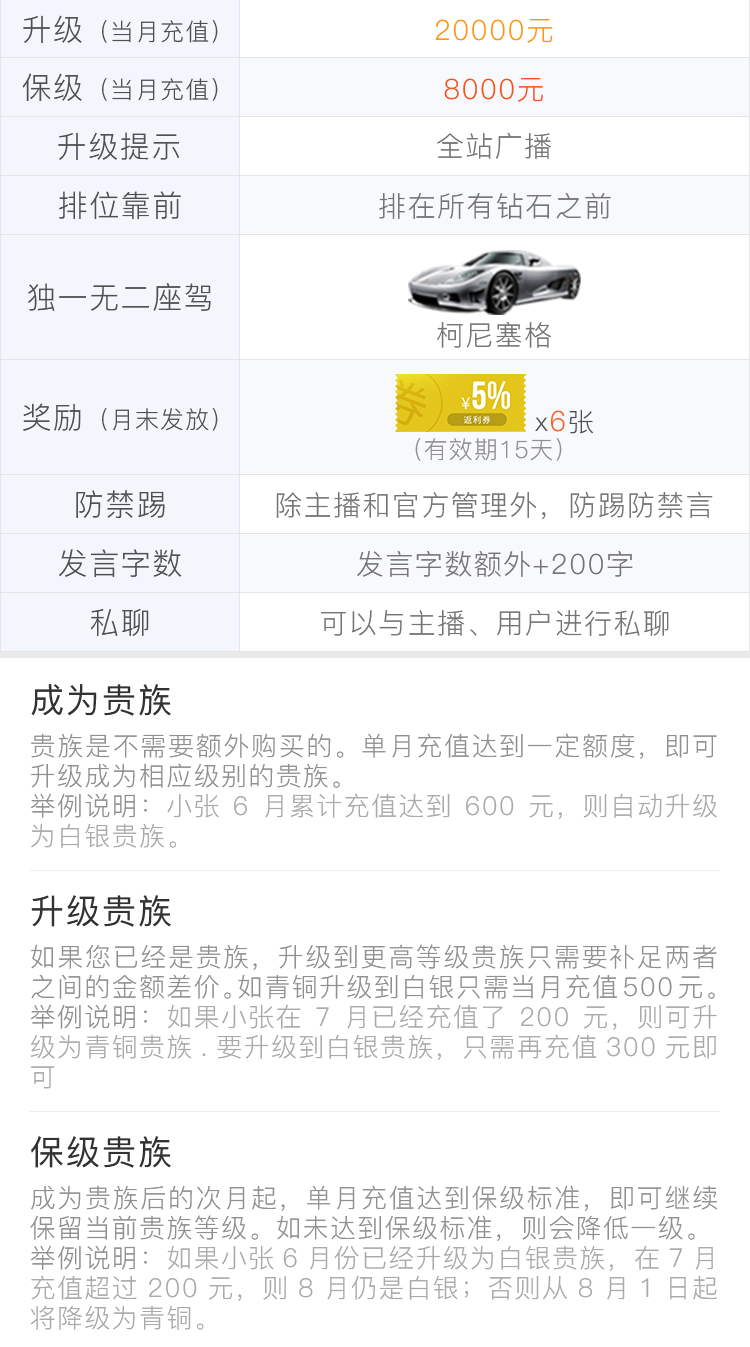 升级（当月充值） 20000元
保级（当月充值） 8000元
升级提示 全站广播
排位靠前 排在所有钻石之前
独一无二座驾
柯尼塞格
券 ¥5%
返利券
奖励（月末发放） x6张
（有效期15天）
防禁踢 除主播和官方管理外，防踢防禁言
发言字数 发言字数额外+200字
私聊 可以与主播、用户进行私聊
成为贵族
贵族是不需要额外购买的。单月充值达到一定额度，即可
升级成为相应级别的贵族。
举例说明：小张 6 月累计充值达到 600 元，则自动升级
为白银贵族。
升级贵族
如果您已经是贵族，升级到更高等级贵族只需要补足两者
之间的金额差价。如青铜升级到白银只需当月充值500元。
举例说明：如果小张在 7 月已经充值了 200 元，则可升
级为青铜贵族 . 要升级到白银贵族，只需再充值 300 元即
可
保级贵族
成为贵族后的次月起，单月充值达到保级标准，即可继续
保留当前贵族等级。如未达到保级标准，则会降低一级。
举例说明：如果小张 6 月份已经升级为白银贵族，在 7 月
充值超过 200 元，则 8 月仍是白银；否则从 8 月 1 日起
将降级为青铜。